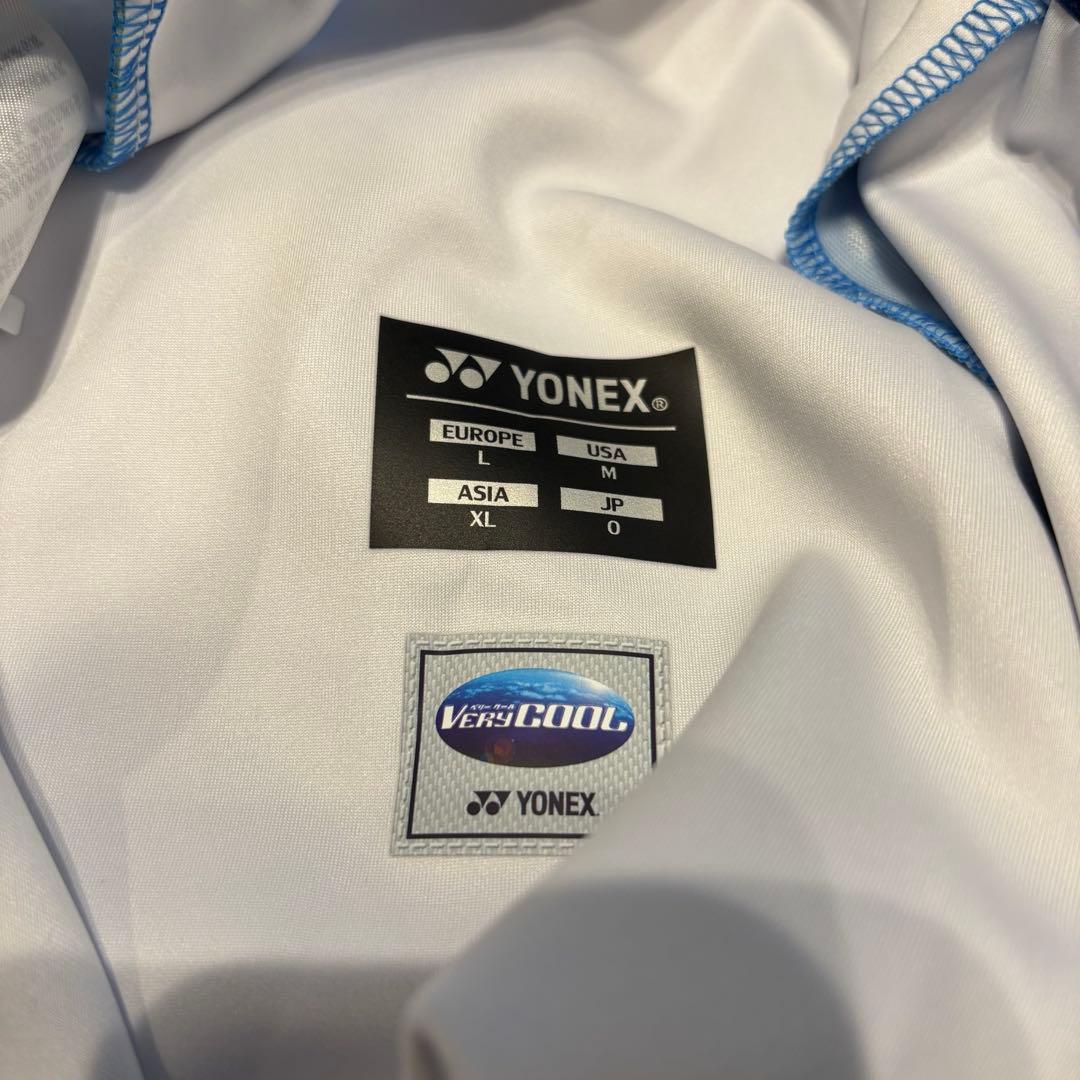 YONEX®
EUROPE USA
L M
ASIA JP
XL O
ベリークール
VERYCOOL
YONEX